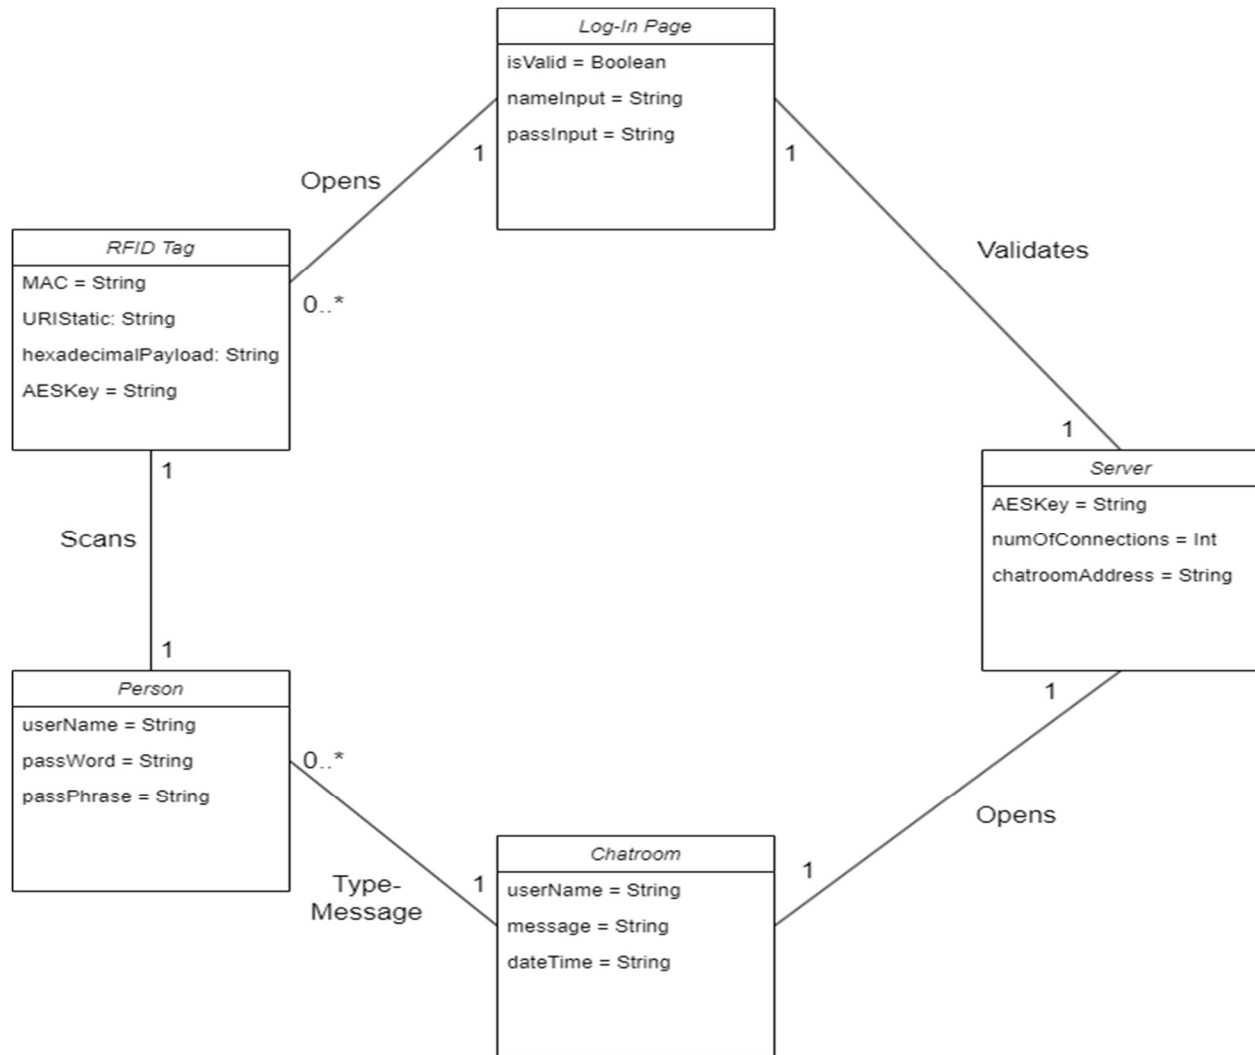 Log-In Page
isValid = Boolean
nameInput = String
passInput = String
1
1
Opens
Validates
RFID Tag
MAC = String
URIStatic: String
hexadecimalPayload: String
AESKey = String
0..*
1
Scans
1
1
Server
AESKey = String
numOfConnections = Int
chatroomAddress = String
1
Person
userName = String
passWord = String
passPhrase = String
0..*
Type-
Message
1
Opens
1
Chatroom
userName = String
message = String
dateTime = String